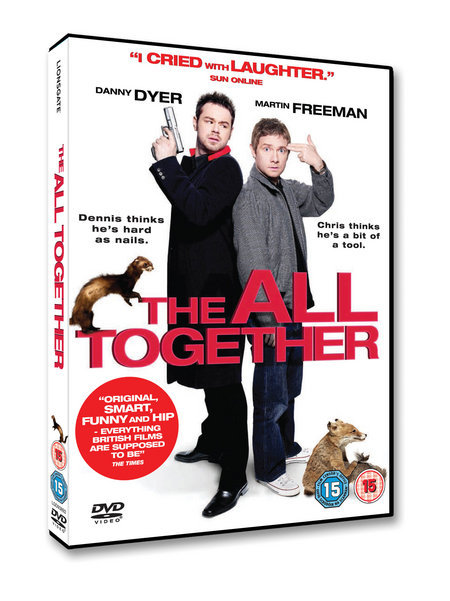 LIONSGATE
THE ALL TOGETHER
15
15
DVD
VIDEO
"I CRIED WITH LAUGHTER."
SUN ONLINE
DANNY DYER
MARTIN FREEMAN
Dennis thinks
he's hard
as nails.
Chris thinks
he's a bit of
a tool.
THE ALL
TOGETHER
"ORIGINAL,
SMART,
FUNNY AND HIP
- EVERYTHING
BRITISH FILMS
ARE SUPPOSED
TO BE"
THE TIMES
DVD
VIDEO
15
15